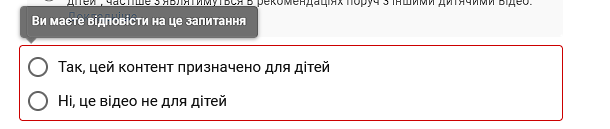 дітей", частіше з'являтимуться в рекомендаціях поруч з іншими дитячими відео.
Ви маєте відповісти на це запитання
Так, цей контент призначено для дітей
Ні, це відео не для дітей